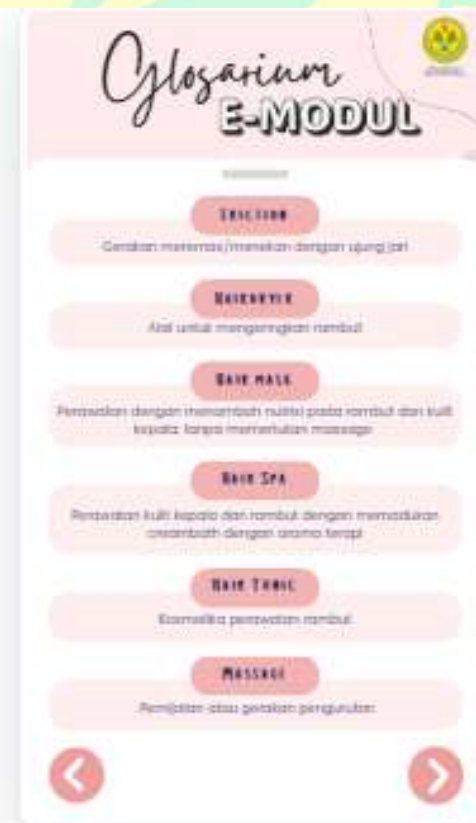 Glosarium
E-MODUL
FRICTION
Gerakan meremas/menekan dengan ujung jari
HAIRDRYER
Alat untuk mengeringkan rambut
HAIR MASK
Perawatan dengan menambah nutrisi pada rambut dan kulit
kepala tanpa memerlukan massage
HAIR SPA
Perawatan kulit kepala dan rambut dengan memadukan
creambath dengan aroma terapi
HAIR TONIC
Kosmetika perawatan rambut
MASSAGE
Pemijatan atau gerakan pengurutan